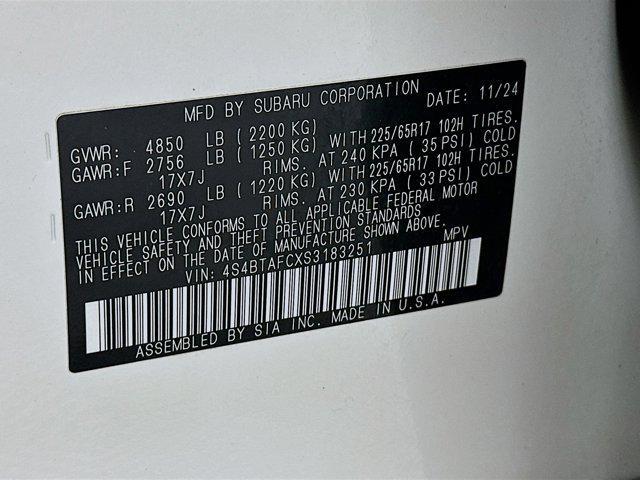 MFD BY SUBARU CORPORATION DATE: 11/24
GVWR: 4850 LB (2200 KG)
GAWR:F 2756 LB (1250 KG) WITH 225/65R17 102H TIRES.
17X7J RIMS. AT 240 KPA (35 PSI) COLD
GAWR:R 2690 LB (1220 KG) WITH 225/65R17 102H TIRES.
17X7J RIMS. AT 230 KPA (33 PSI) COLD
THIS VEHICLE CONFORMS TO ALL APPLICABLE FEDERAL MOTOR
VEHICLE SAFETY AND THEFT PREVENTION STANDARDS
IN EFFECT ON THE DATE OF MANUFACTURE SHOWN ABOVE.
VIN: 4S4BTAFCXS3183251 MPV
ASSEMBLED BY SIA INC. MADE IN U.S.A.